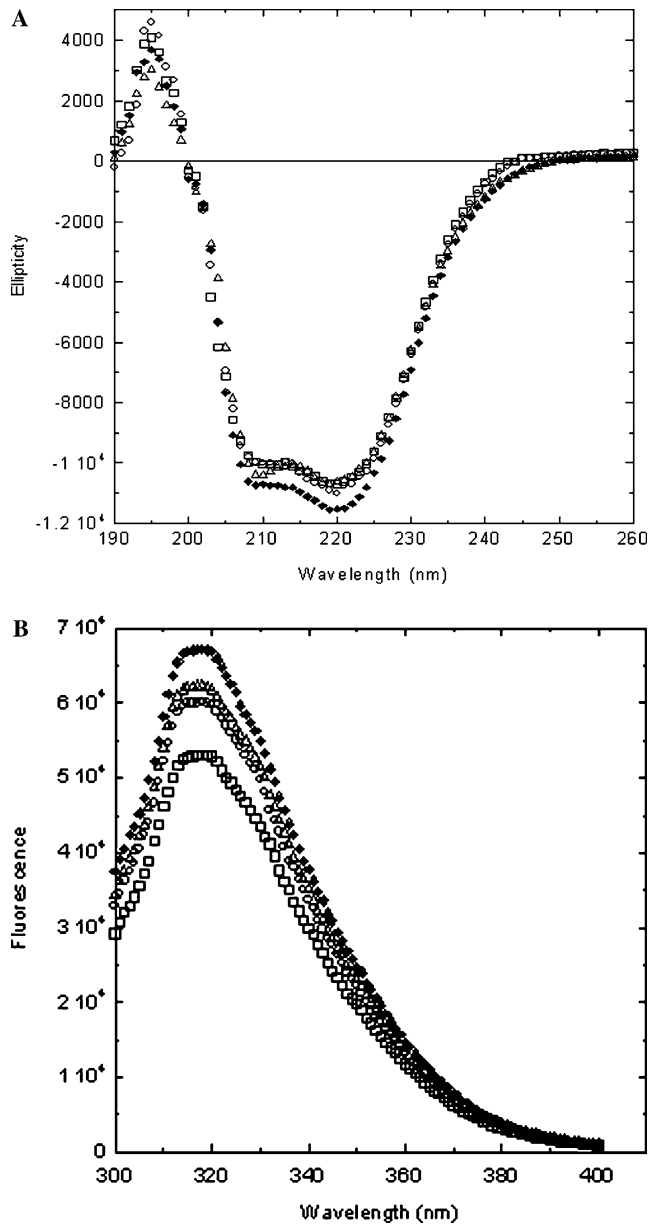 A
4000
2000
0
-2000
-4000
-6000
-8000
-1 10⁴
-1.2 10⁴
Ellipticity
190 200 210 220 230 240 250 260
Wavelength (nm)
B
7 10⁴
6 10⁴
5 10⁴
4 10⁴
3 10⁴
2 10⁴
1 10⁴
0
Fluorescence
300 320 340 360 380 400
Wavelength (nm)